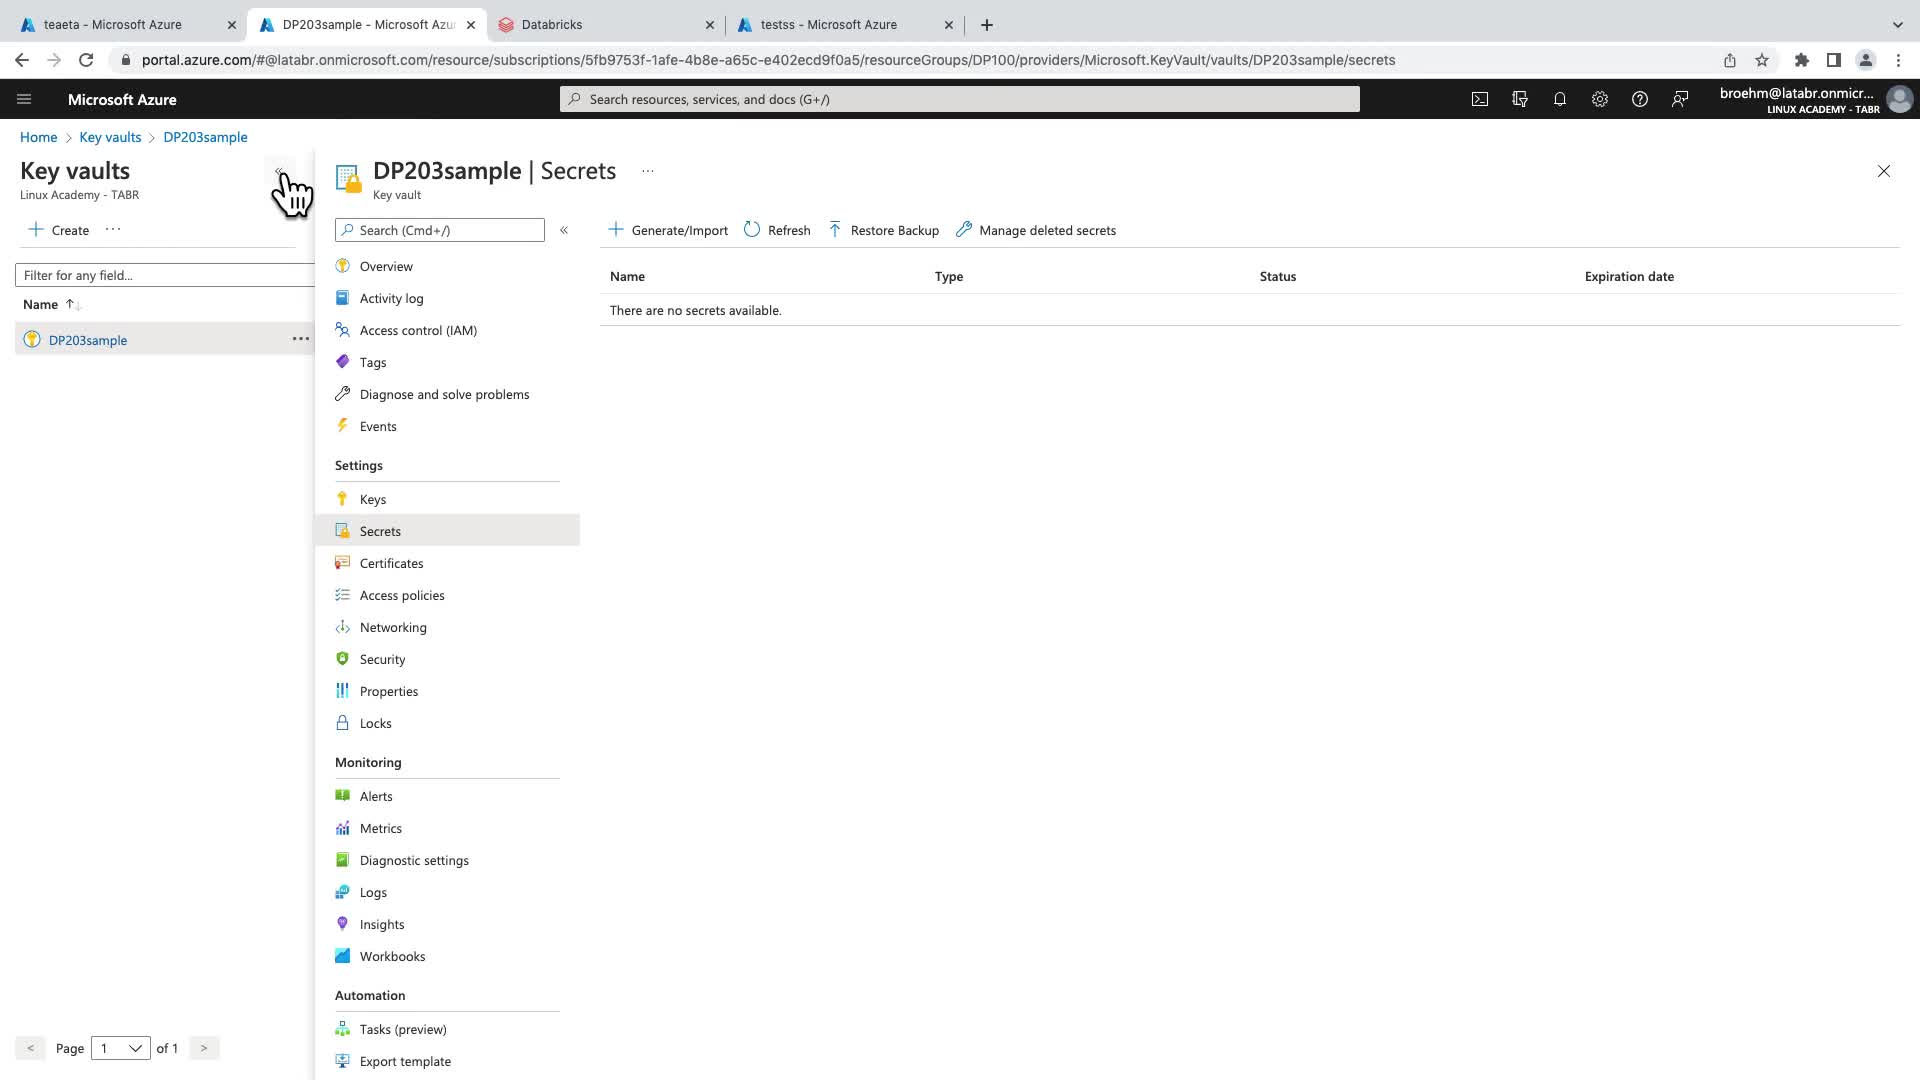 teaeta - Microsoft Azure
DP203sample - Microsoft Azur
Databricks
testss - Microsoft Azure
portal.azure.com/#@latabr.onmicrosoft.com/resource/subscriptions/5fb9753f-1afe-4b8e-a65c-e402ecd9f0a5/resourceGroups/DP100/providers/Microsoft.KeyVault/vaults/DP203sample/secrets
Microsoft Azure
Search resources, services, and docs (G+/)
broehm@latabr.onmicr...
LINUX ACADEMY - TABR
Home > Key vaults > DP203sample
Key vaults
Linux Academy - TABR
+ Create ...
Filter for any field...
Name ↑↓
DP203sample ...
DP203sample | Secrets ...
Key vault
Search (Cmd+/) «
Overview
Activity log
Access control (IAM)
Tags
Diagnose and solve problems
Events
Settings
Keys
Secrets
Certificates
Access policies
Networking
Security
Properties
Locks
Monitoring
Alerts
Metrics
Diagnostic settings
Logs
Insights
Workbooks
Automation
Tasks (preview)
Export template
+ Generate/Import Refresh Restore Backup Manage deleted secrets
Name Type Status Expiration date
There are no secrets available.
< Page 1 of 1 >